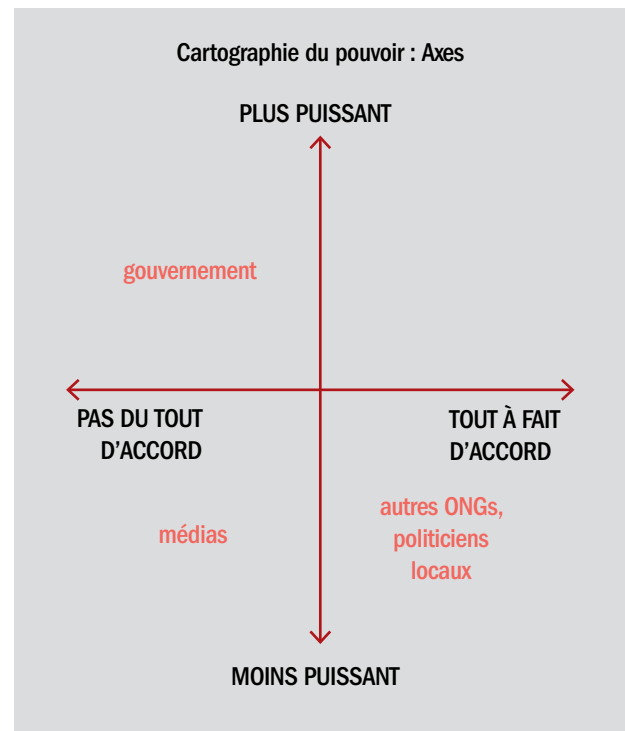 Cartographie du pouvoir : Axes
PLUS PUISSANT
gouvernement
PAS DU TOUT
D’ACCORD
TOUT À FAIT
D’ACCORD
médias
autres ONGs,
politiciens
locaux
MOINS PUISSANT